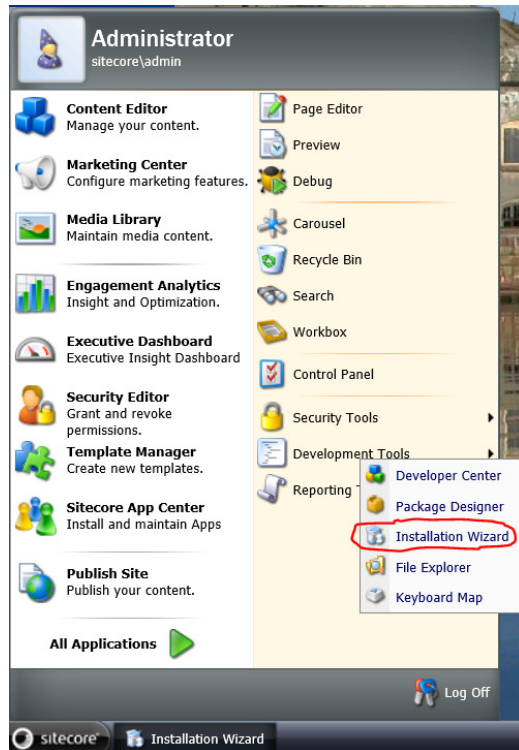 Administrator
sitecore\admin
Content Editor
Manage your content.
Marketing Center
Configure marketing features.
Media Library
Maintain media content.
Engagement Analytics
Insight and Optimization.
Executive Dashboard
Executive Insight Dashboard
Security Editor
Grant and revoke
permissions.
Template Manager
Create new templates.
Sitecore App Center
Install and maintain Apps
Publish Site
Publish your content.
All Applications
Page Editor
Preview
Debug
Carousel
Recycle Bin
Search
Workbox
Control Panel
Security Tools
Development Tools
Reporting
Developer Center
Package Designer
Installation Wizard
File Explorer
Keyboard Map
Log Off
sitecore
Installation Wizard